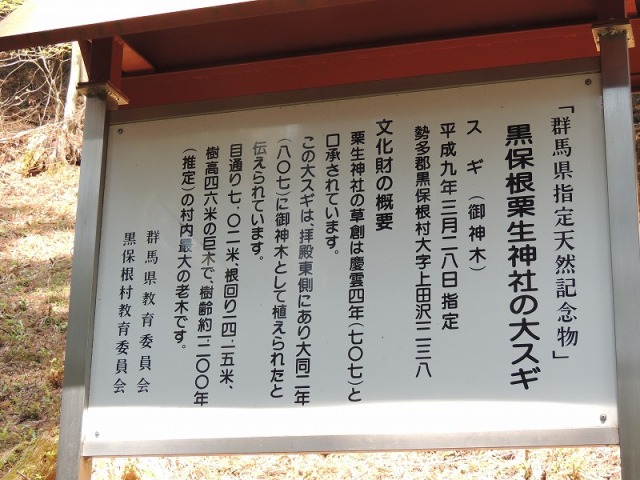 「群馬県指定天然記念物」
黒保根栗生神社の大スギ
スギ（御神木）
平成九年三月二八日 指定
勢多郡黒保根村大字上田沢二二三八
文化財の概要
栗生神社の草創は慶雲四年（七〇七）と
口承されています。
この大スギは、拝殿東側にあり大同二年
（八〇七）に御神木として植えられたと
伝えられています。
目通り七.〇二米、根回り二四.二五米、
樹高四六米の巨木で、樹齢約一二〇〇年
（推定）の村内最大の老木です。
群馬県教育委員会
黒保根村教育委員会